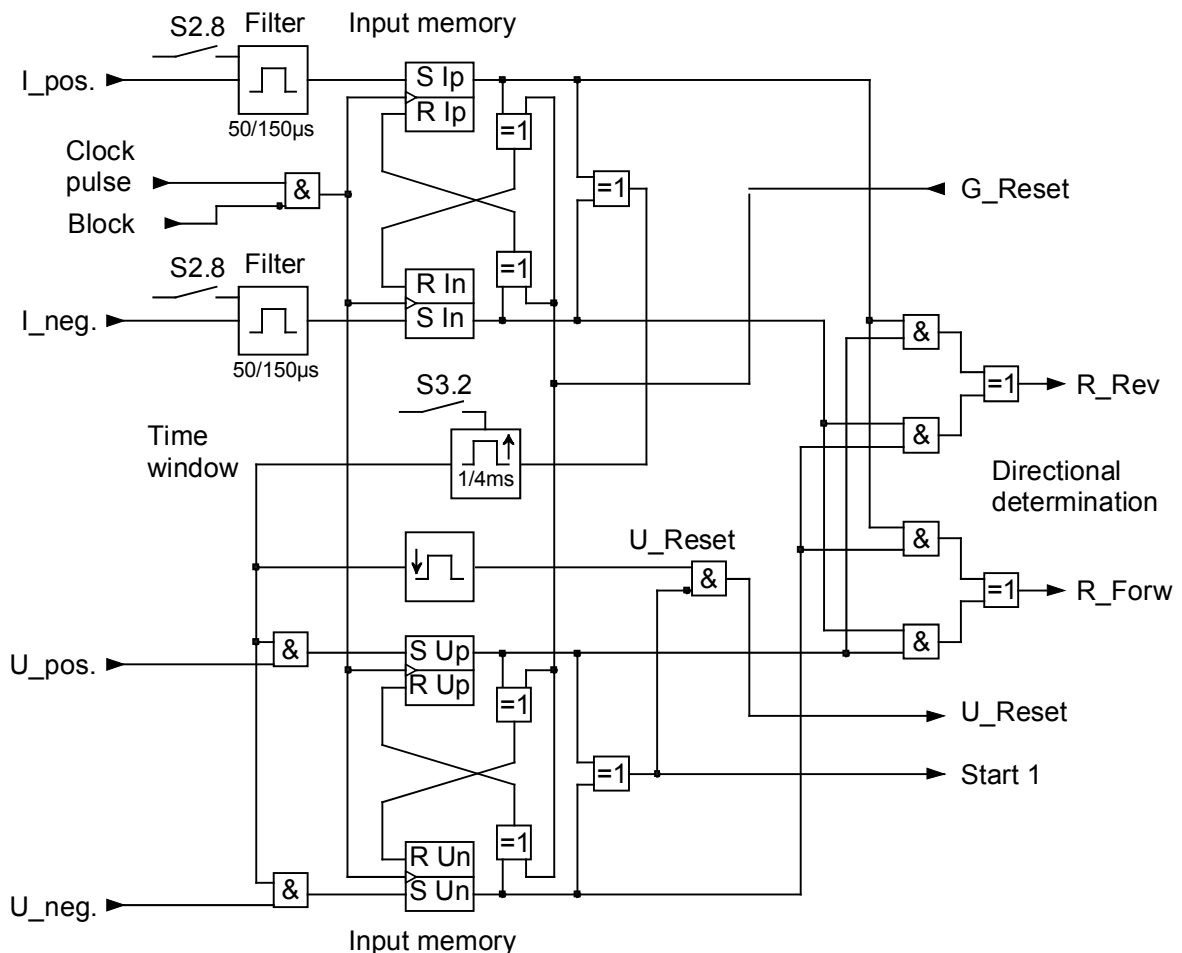 S2.8 Filter Input memory
I_pos.
S Ip
R Ip
=1
50/150µs
Clock
pulse
&
=1
G_Reset
Block
S2.8 Filter
=1
R In
S In
I_neg.
&
50/150µs
S3.2
=1
R_Rev
&
Time
window
1/4ms
Directional
determination
&
U_Reset
&
=1
R_Forw
&
U_pos.
&
S Up
R Up
=1
U_Reset
=1
Start 1
=1
R Un
S Un
&
U_neg.
Input memory